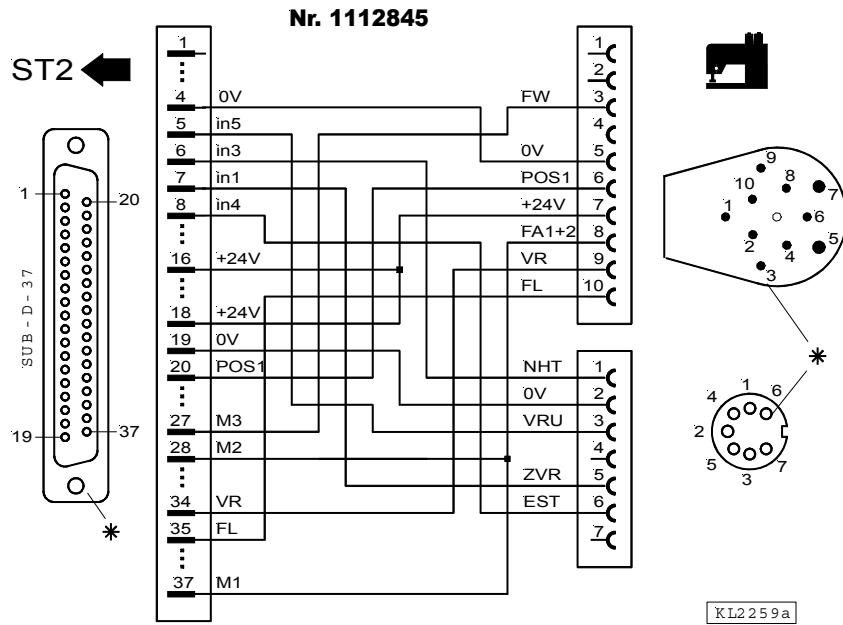 Nr. 1112845
ST2
1
4 0V
5 in5
6 in3
7 in1
8 in4
16 +24V
18 +24V
19 0V
20 POS1
27 M3
28 M2
34 VR
35 FL
37 M1
1
2
FW 3
4
0V 5
POS1 6
+24V 7
FA1+2 8
VR 9
FL 10
NHT 1
0V 2
VRU 3
4
ZVR 5
EST 6
7
1
20
SUB-D-37
19
37
*
9
10 8 7
1 6
2 4 5
3
*
1
4 6
2
5 7
3
KL2259a